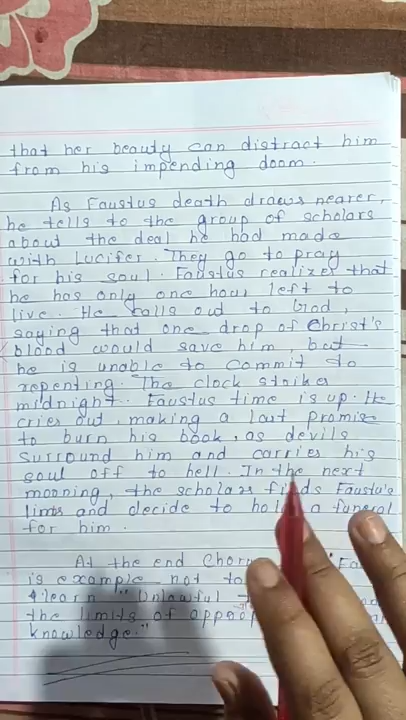 that her beauty can distract him
from his impending doom.
As Faustus death draws nearer,
he tells to the group of scholars
about the deal he had made
with Lucifer. They go to pray
for his soul. Faustus realizes that
he has only one hour left to
live. He calls out to God,
saying that one drop of Christ's
blood would save him, but
he is unable to commit to
repenting. The clock strikes
midnight. Faustus time is up. He
cries out, making a last promise
to burn his book, as devils
surround him and carries his
soul off to hell. In the next
mooning, the scholars finds Faustu's
limbs and decide to hold a funeral
for him.
At the end
is example not to
learn "Unlawful
the limits of
knowledge."